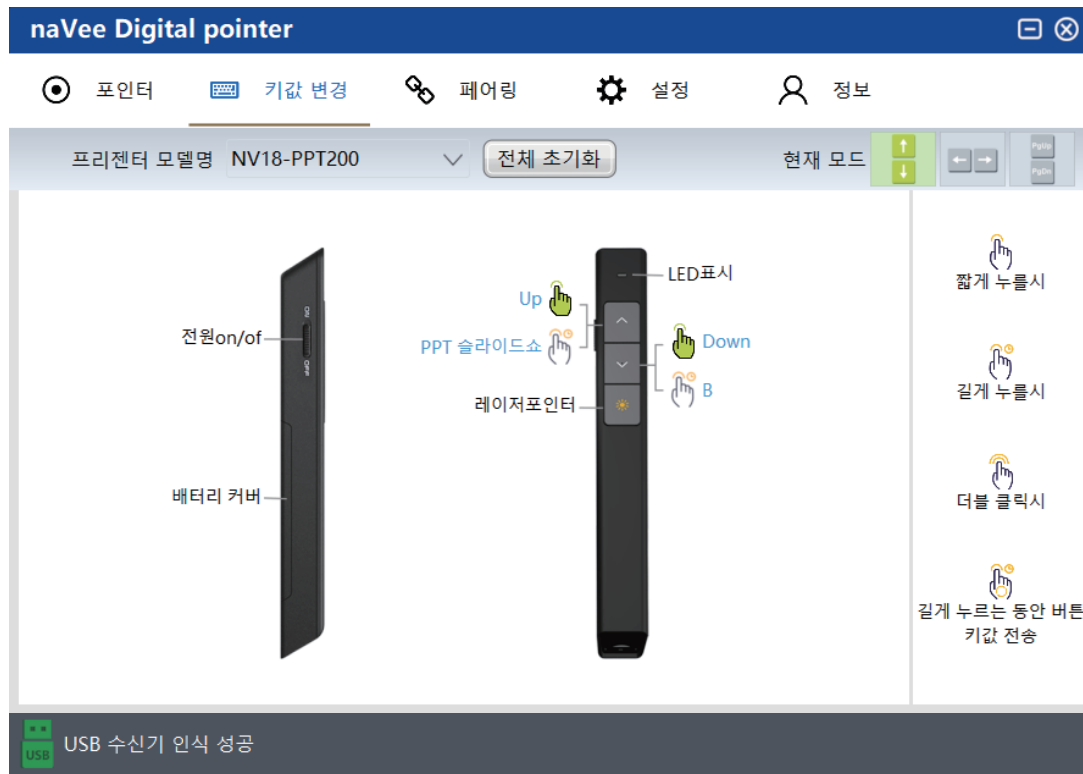 naVee Digital pointer
포인터
키값 변경
페어링
설정
정보
프리젠터 모델명 NV18-PPT200
전체 초기화
현재 모드
PgUp
PgDn
전원on/of
ON
OFF
배터리 커버
LED표시
Up
PPT 슬라이드쇼
Down
B
레이저포인터
짧게 누를시
길게 누를시
더블 클릭시
길게 누르는 동안 버튼
키값 전송
USB
USB 수신기 인식 성공